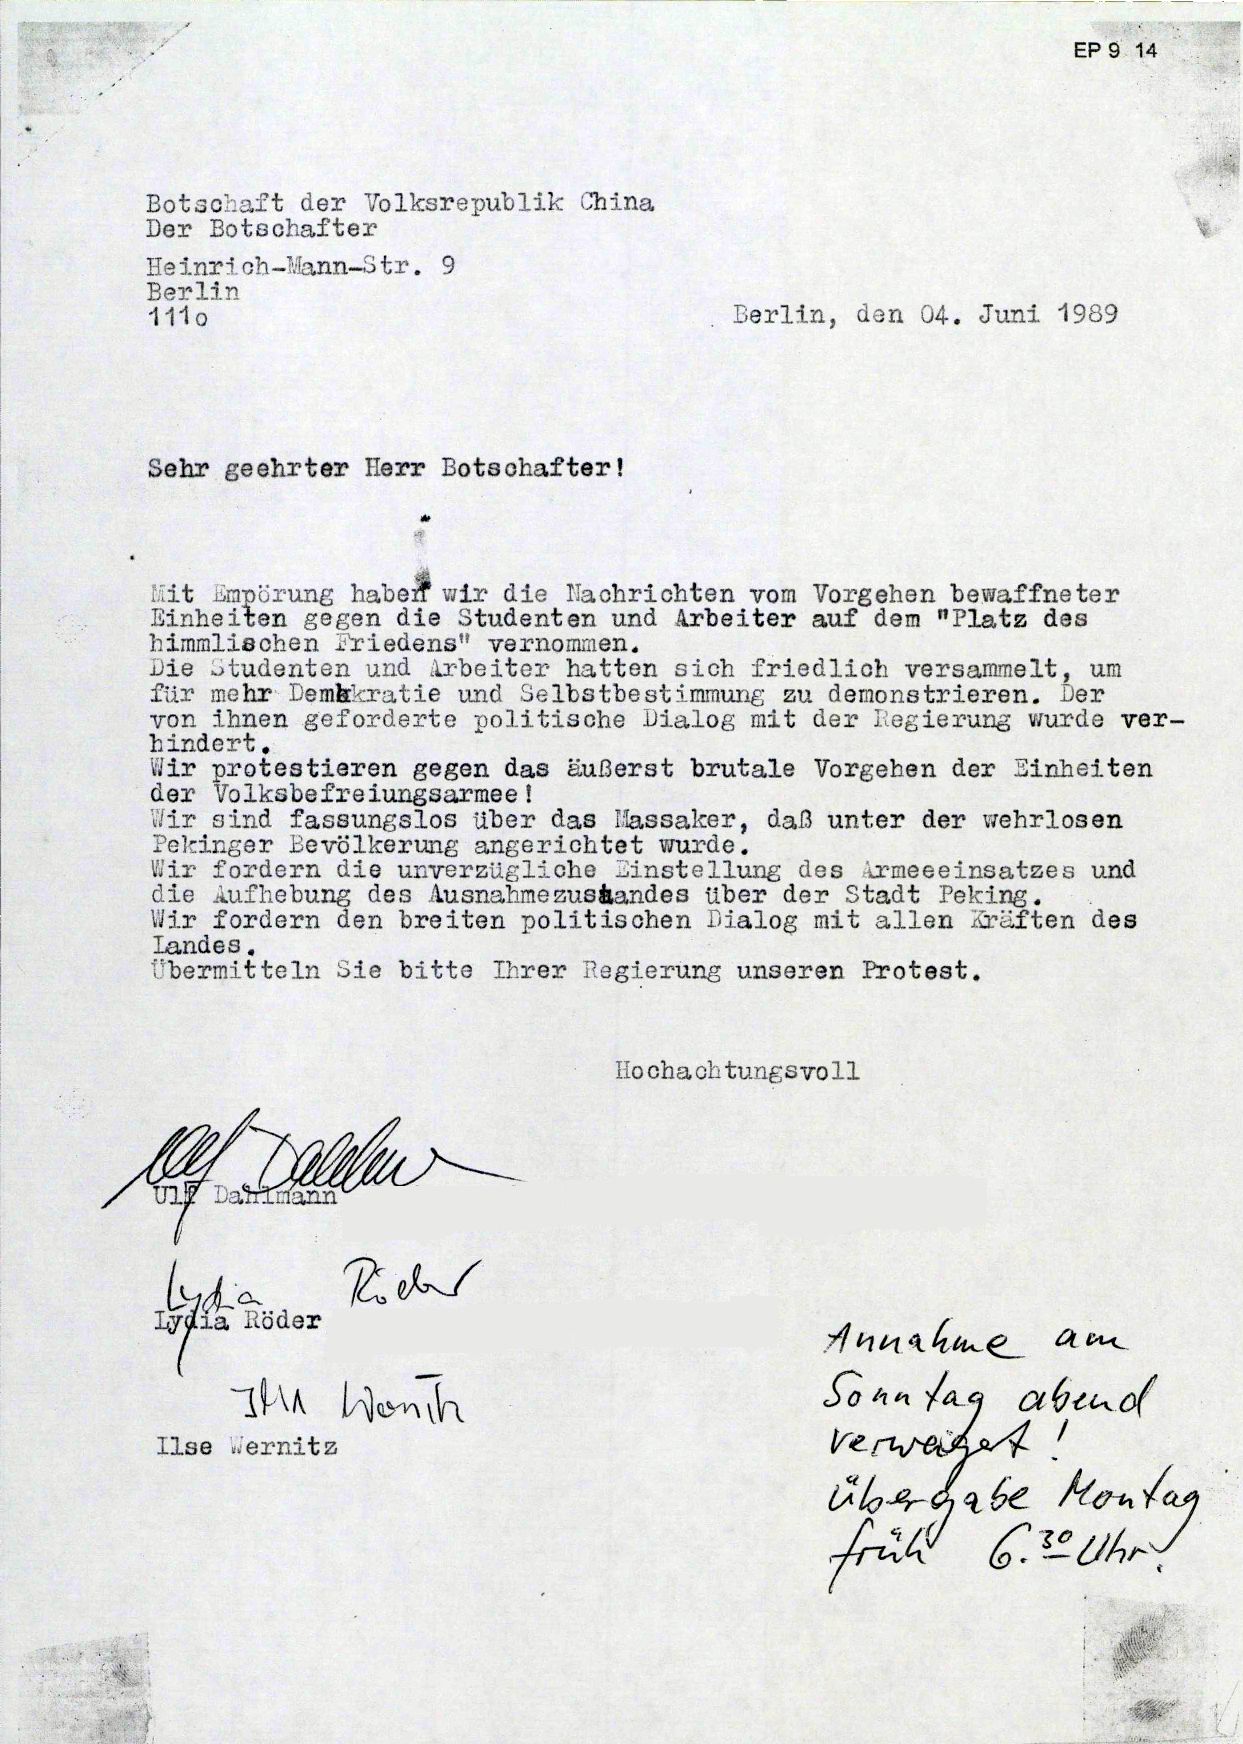 EP 9 14
Botschaft der Volksrepublik China
Der Botschafter
Heinrich-Mann-Str. 9
Berlin
111o
Berlin, den 04. Juni 1989
Sehr geehrter Herr Botschafter!
Mit Empörung haben wir die Nachrichten vom Vorgehen bewaffneter
Einheiten gegen die Studenten und Arbeiter auf dem "Platz des
himmlischen Friedens" vernommen.
Die Studenten und Arbeiter hatten sich friedlich versammelt, um
für mehr Demokratie und Selbstbestimmung zu demonstrieren. Der
von ihnen geforderte politische Dialog mit der Regierung wurde ver-
hindert.
Wir protestieren gegen das äußerst brutale Vorgehen der Einheiten
der Volksbefreiungsarmee!
Wir sind fassungslos über das Massaker, daß unter der wehrlosen
Pekinger Bevölkerung angerichtet wurde.
Wir fordern die unverzügliche Einstellung des Armeeeinsatzes und
die Aufhebung des Ausnahmezustandes über der Stadt Peking.
Wir fordern den breiten politischen Dialog mit allen Kräften des
Landes.
Übermitteln Sie bitte Ihrer Regierung unseren Protest.
Hochachtungsvoll
Ulf Dahlmann
Ulf Dahlmann
Lydia Röder
Lydia Röder
Ilse Wernitz
Ilse Wernitz
Annahme am
Sonntag abend
verweigert!
Übergabe Montag
früh 6.30 Uhr.